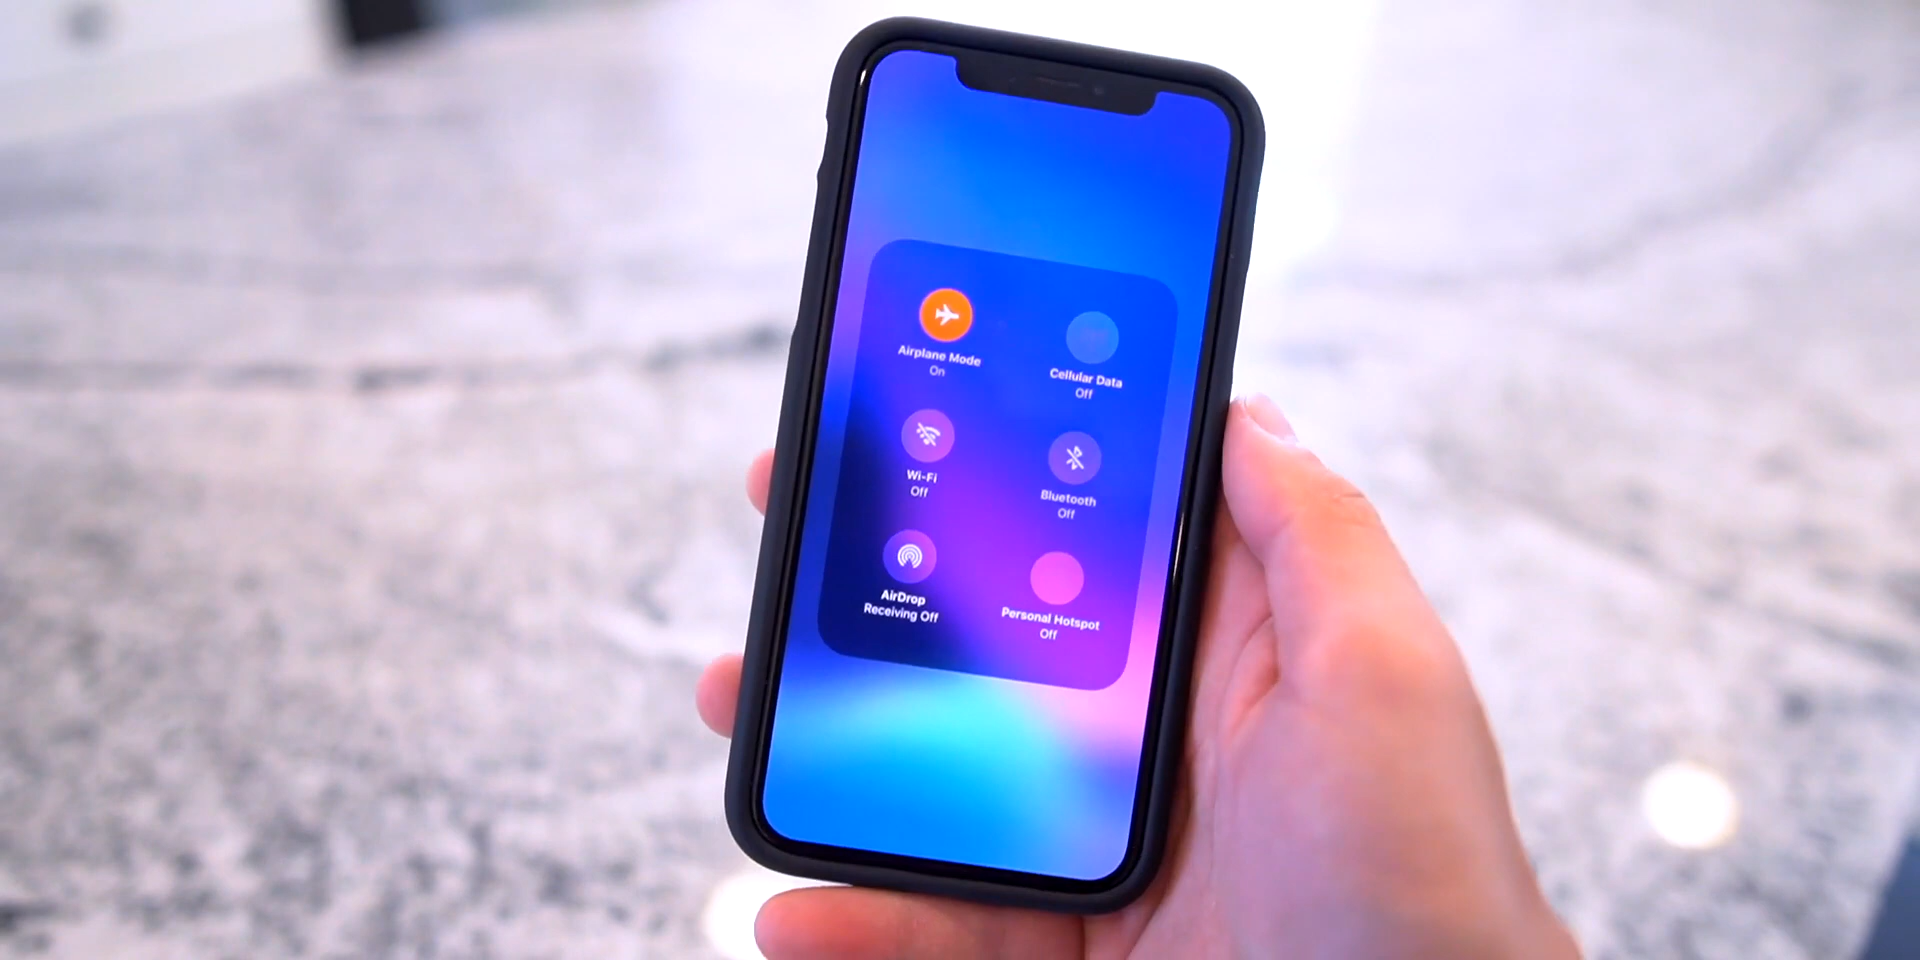 Airplane Mode
On
Cellular Data
Off
Wi-Fi
Off
Bluetooth
Off
AirDrop
Receiving Off
Personal Hotspot
Off